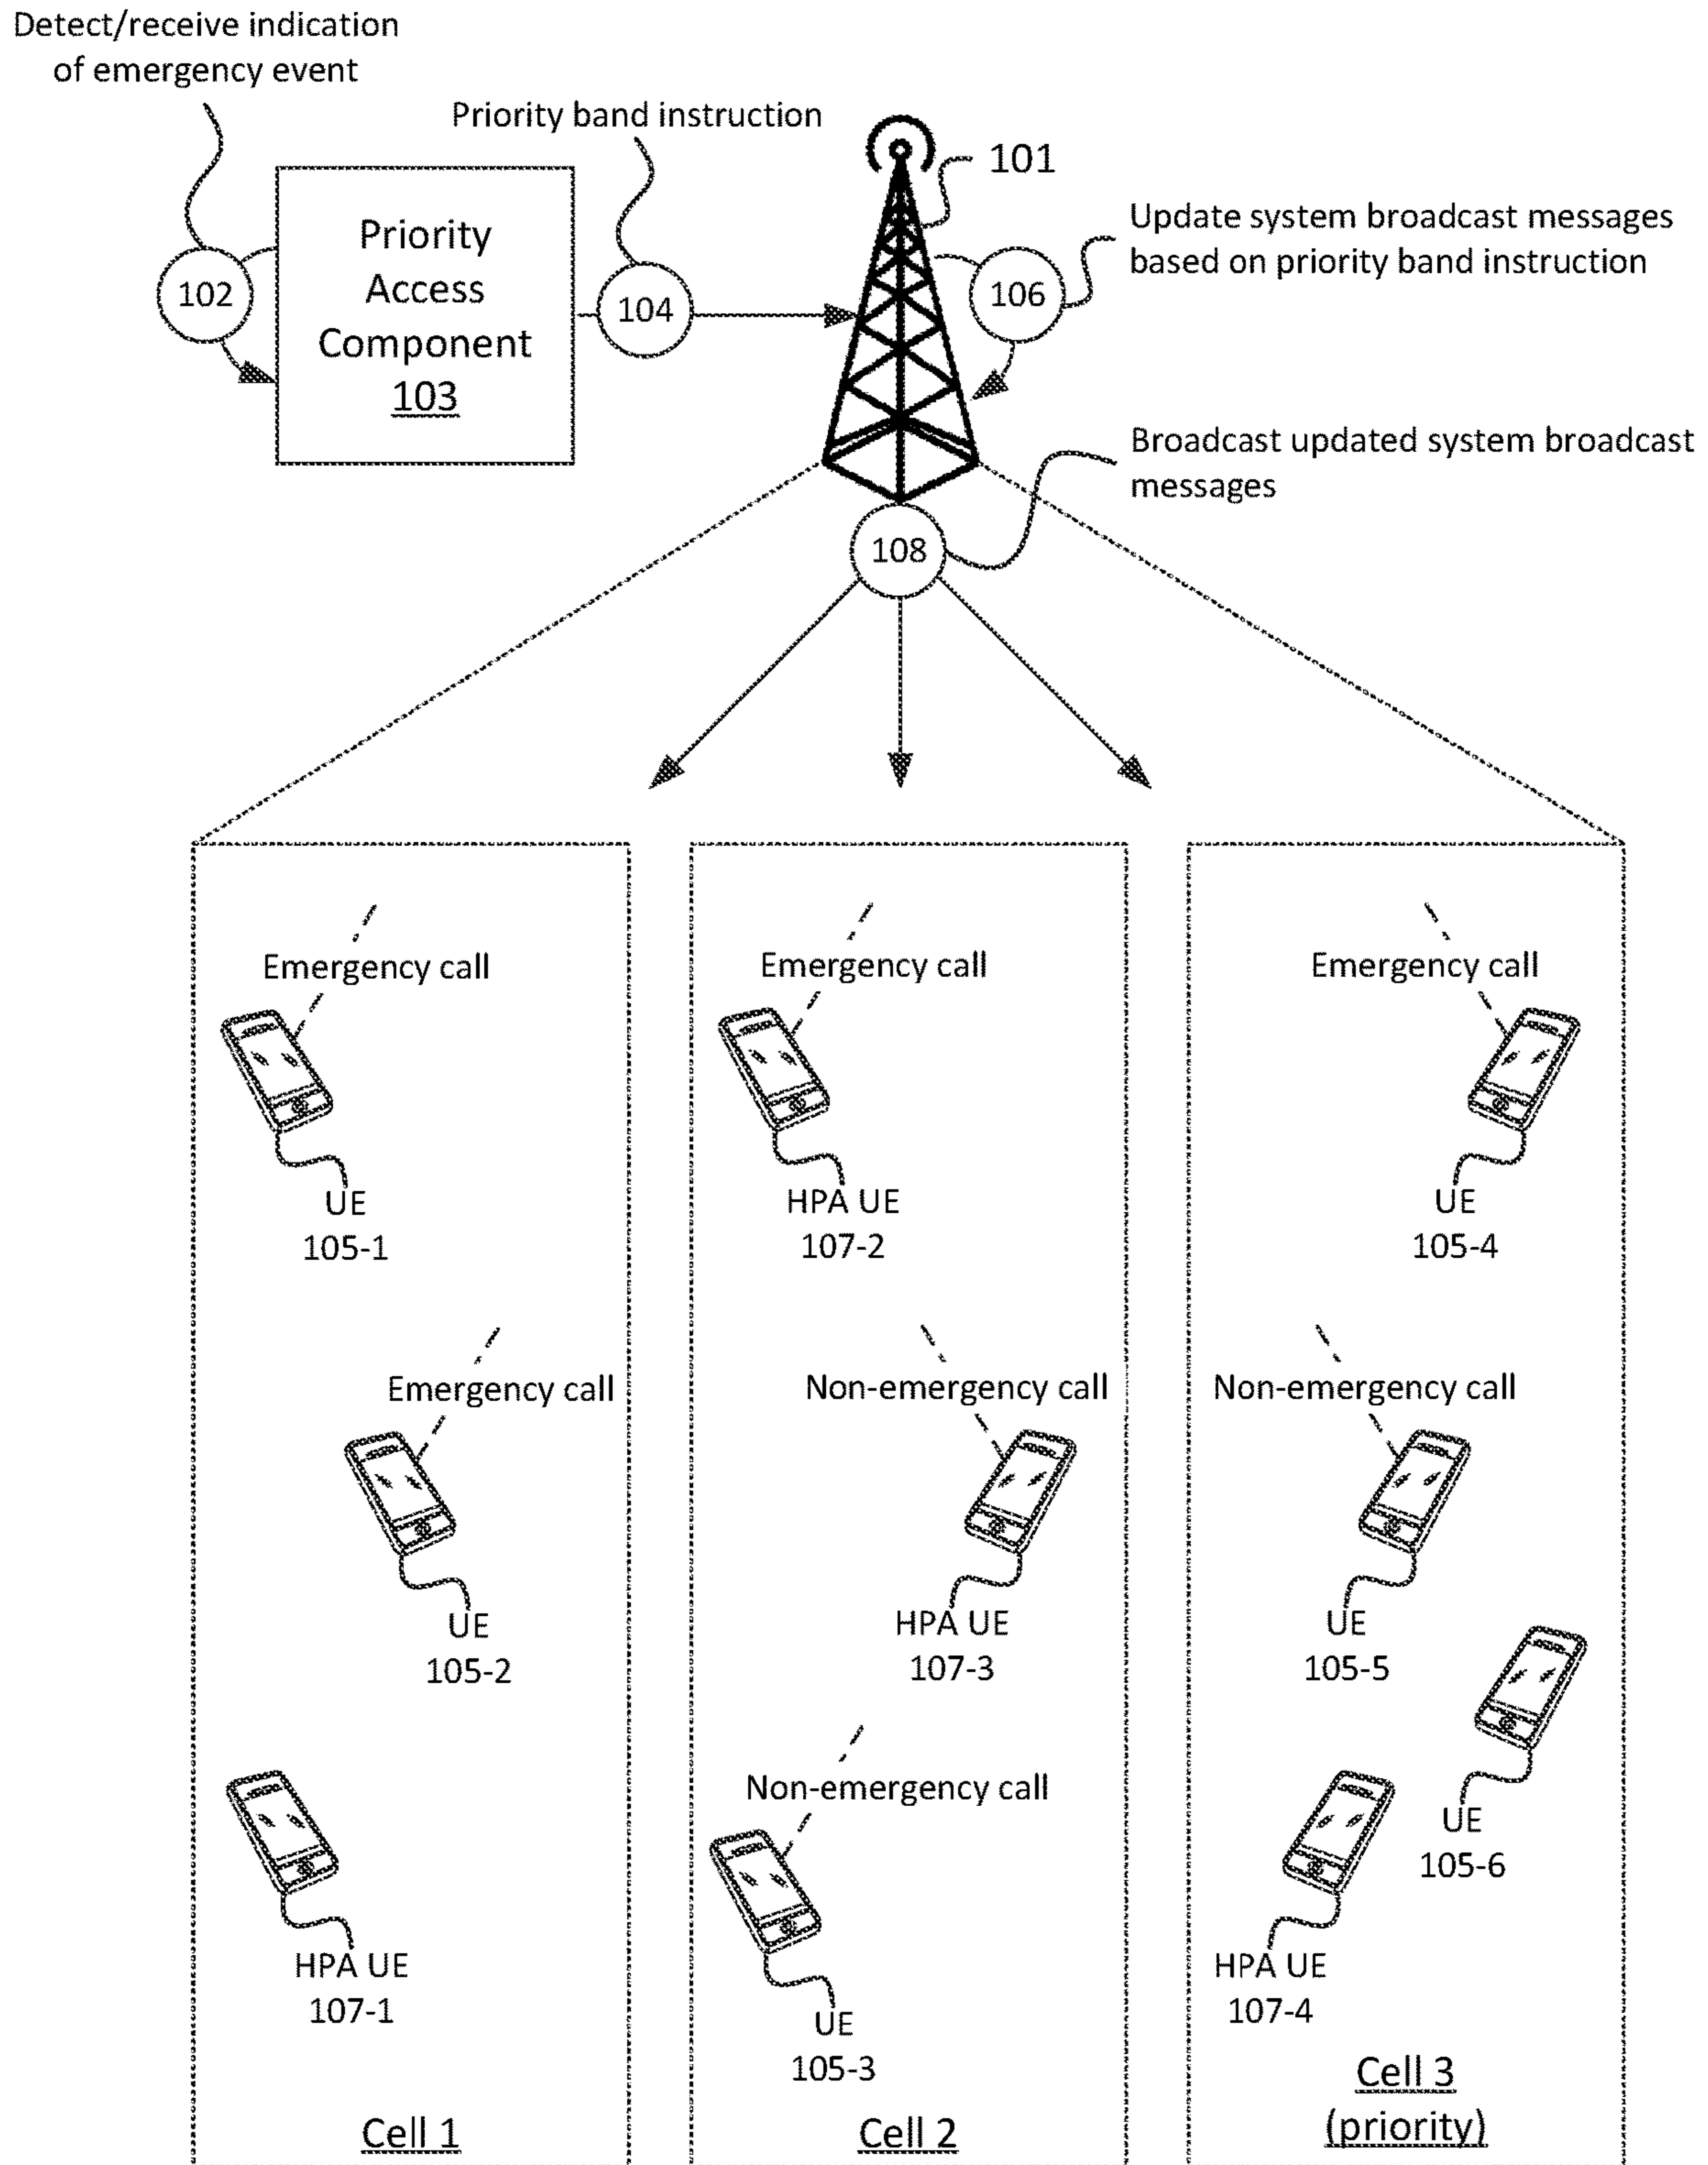 Detect/receive indication
of emergency event
Priority band instruction
101
Update system broadcast messages
based on priority band instruction
Priority
Access
Component
103
102
104
106
Broadcast updated system broadcast
messages
108
Emergency call
UE
105-1
Emergency call
UE
105-2
HPA UE
107-1
Cell 1
Emergency call
HPA UE
107-2
Non-emergency call
HPA UE
107-3
Non-emergency call
UE
105-3
Cell 2
Emergency call
UE
105-4
Non-emergency call
UE
105-5
UE
105-6
HPA UE
107-4
Cell 3
(priority)